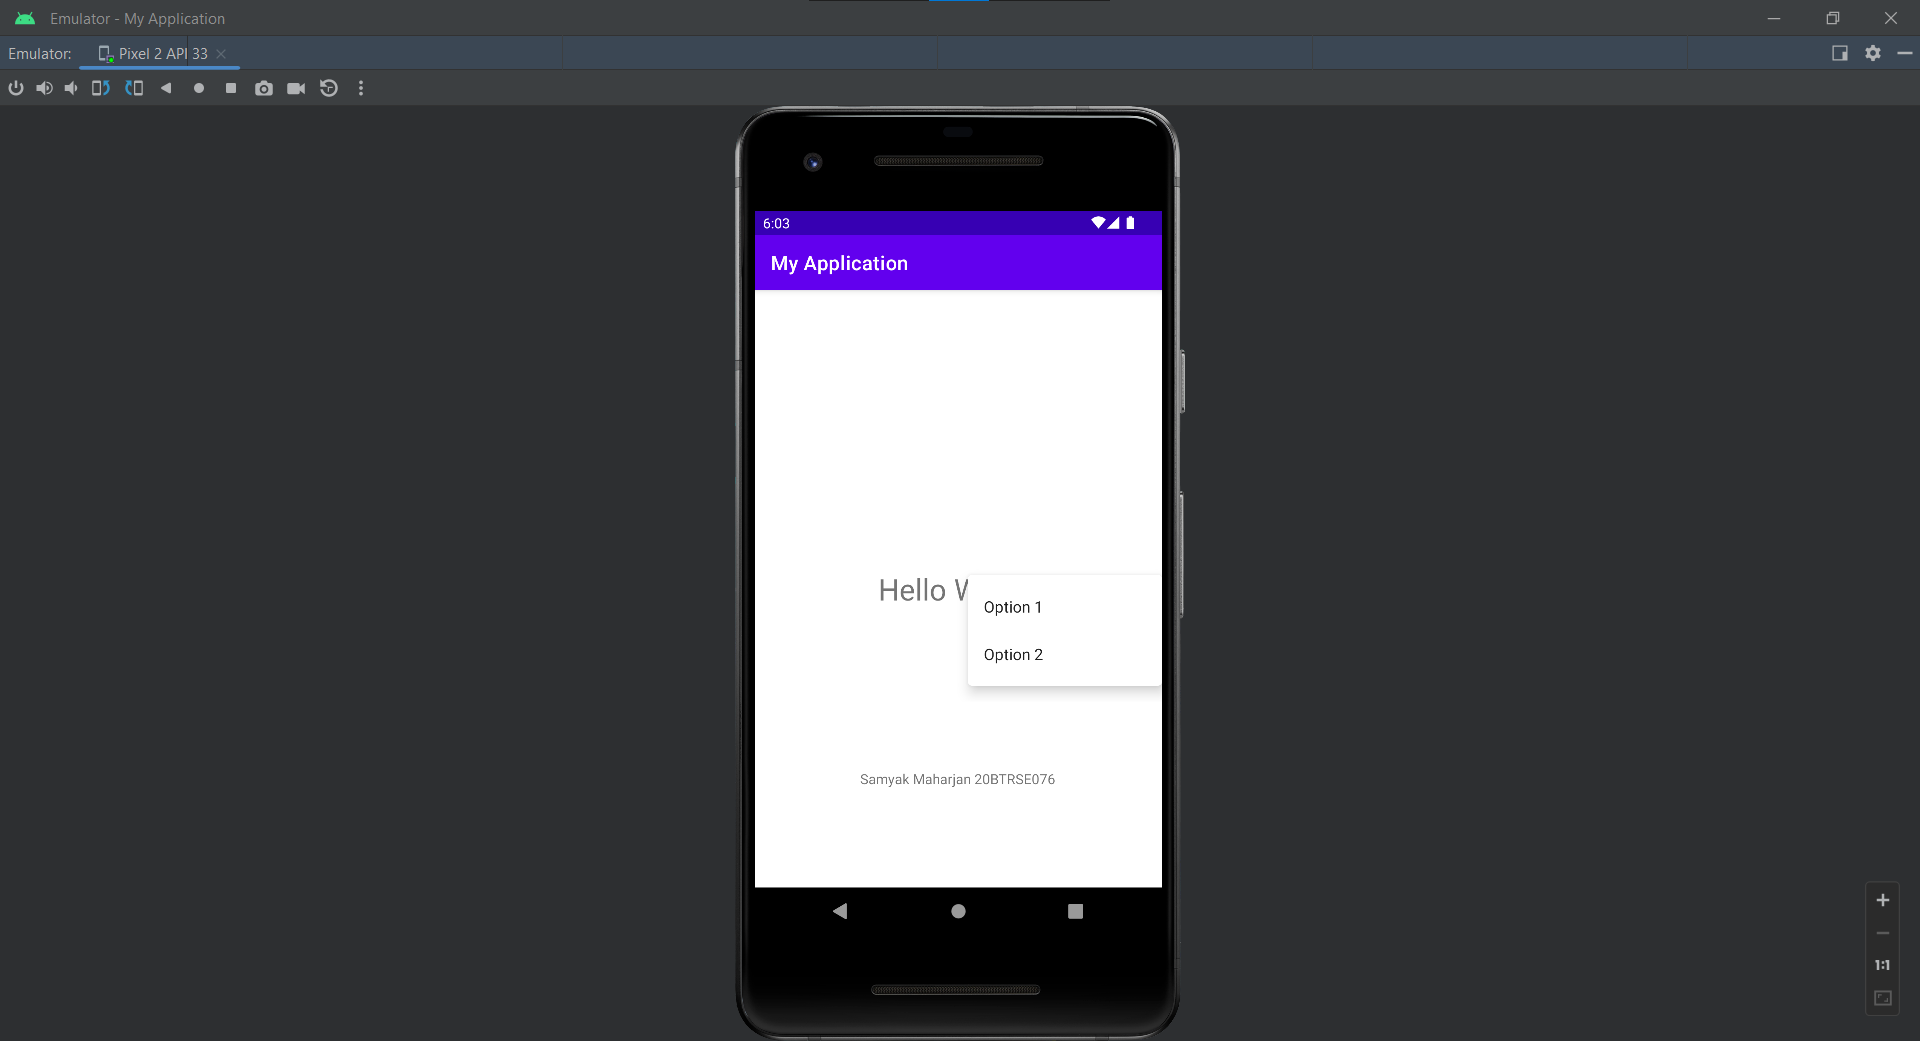 Emulator - My Application
Emulator: Pixel 2 API 33
6:03
My Application
Hello W
Option 1
Option 2
Samyak Maharjan 20BTRSE076
1:1